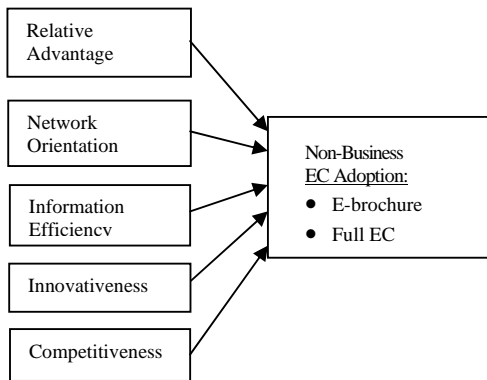 Relative
Advantage
Network
Orientation
Information
Efficiency
Innovativeness
Competitiveness
Non-Business
EC Adoption:
• E-brochure
• Full EC